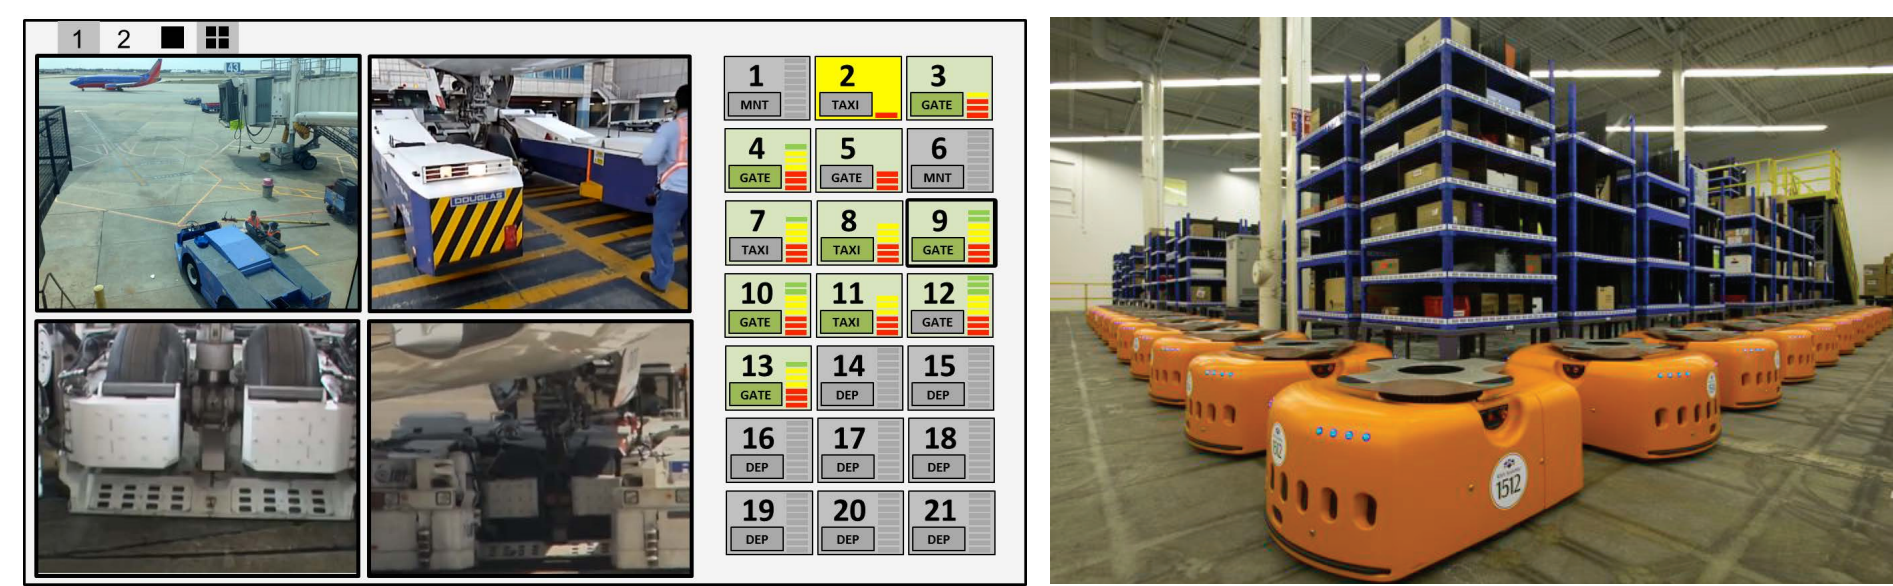 1 2
43
DOUGLAS
1 2 3
MNT TAXI GATE
4 5 6
GATE GATE MNT
7 8 9
TAXI TAXI GATE
10 11 12
GATE TAXI GATE
13 14 15
GATE DEP DEP
16 17 18
DEP DEP DEP
19 20 21
DEP DEP DEP
1512